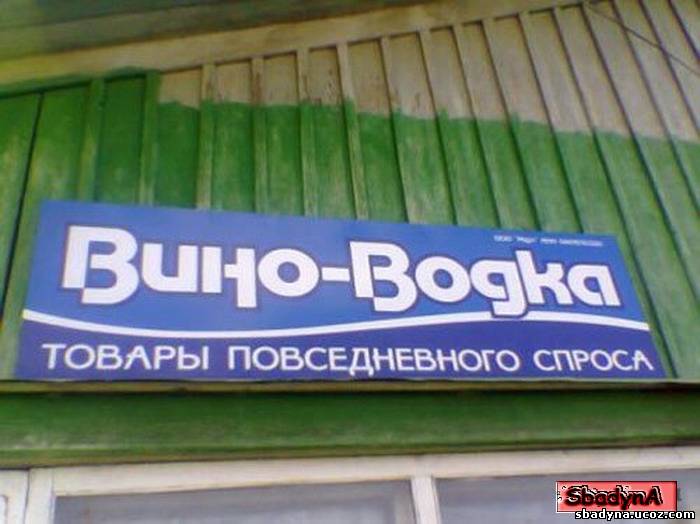 Вино-Водка
ТОВАРЫ ПОВСЕДНЕВНОГО СПРОСА
SbadynA
sbadyna.ucoz.com